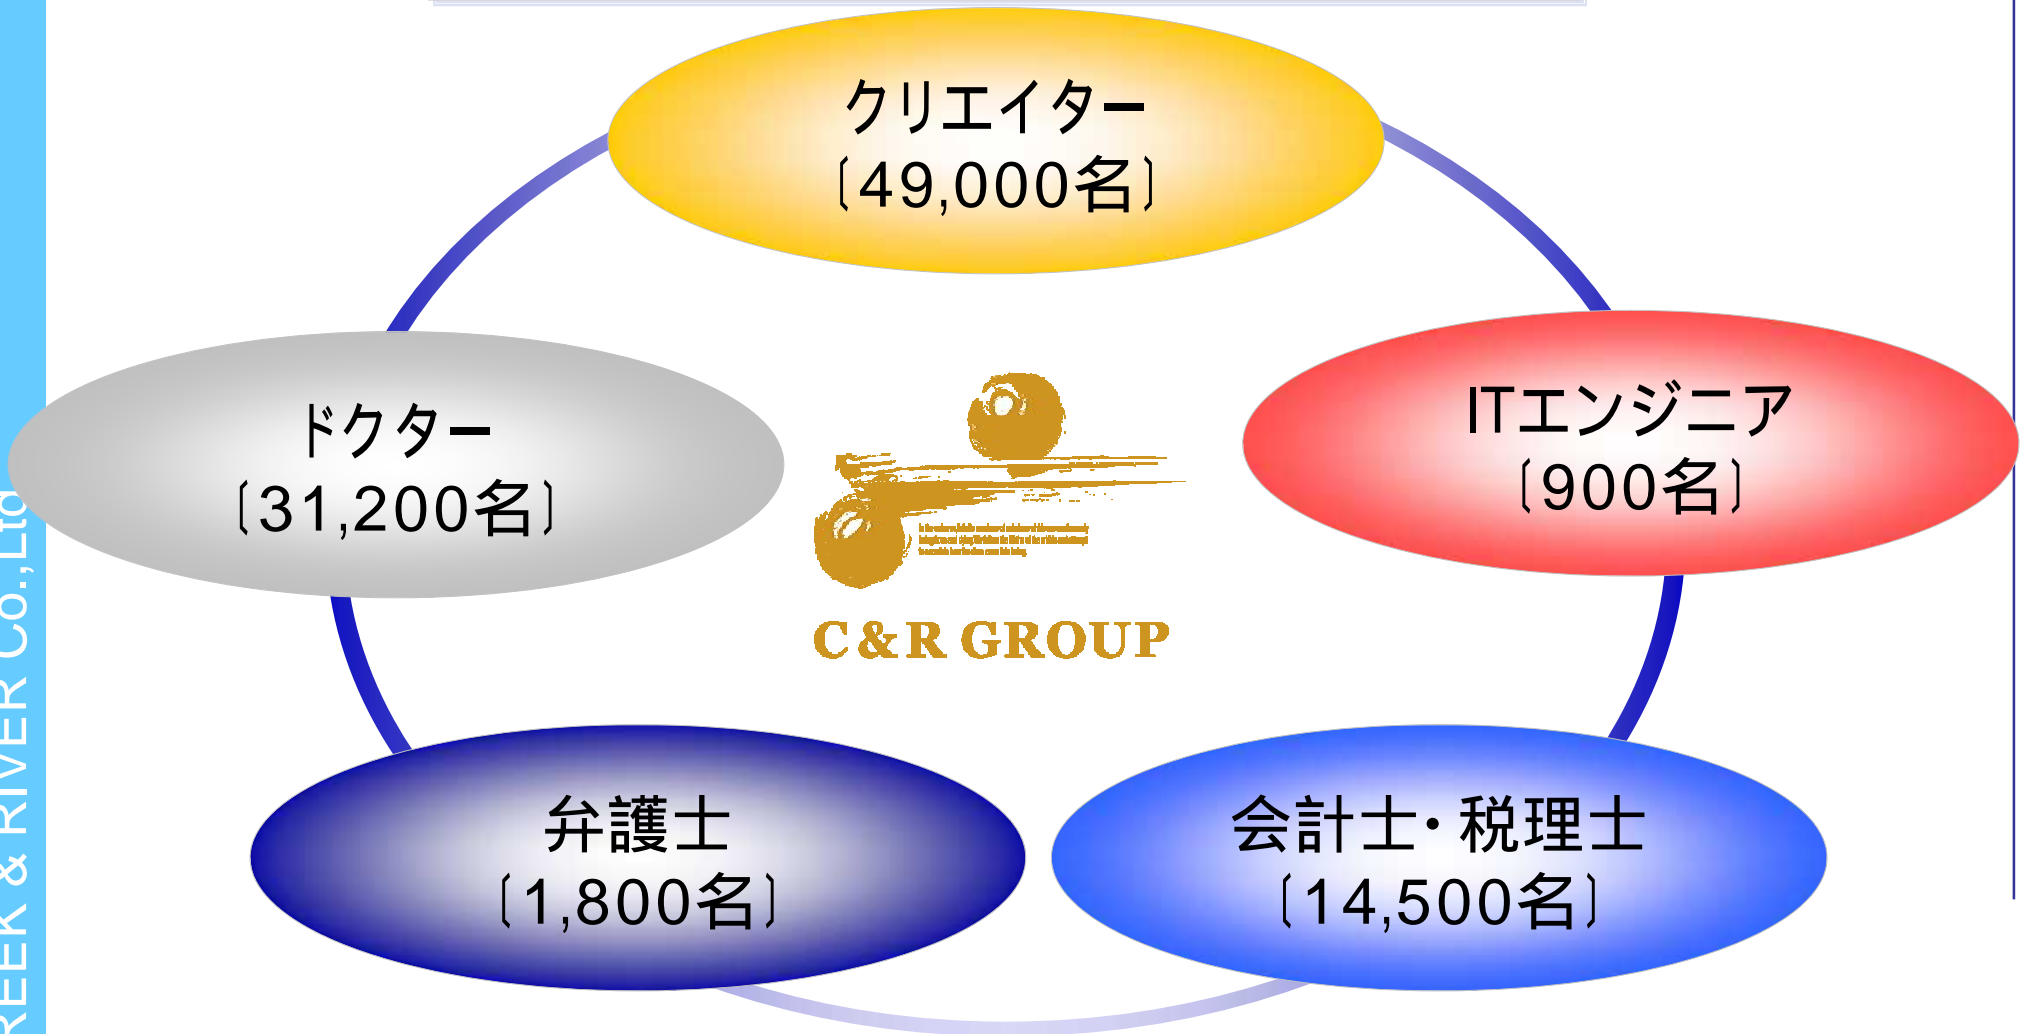 クリエイター
〔49,000名〕
ドクター
〔31,200名〕
ITエンジニア
〔900名〕
C&R GROUP
弁護士
〔1,800名〕
会計士・税理士
〔14,500名〕
REEK & RIVER Co.,Ltd